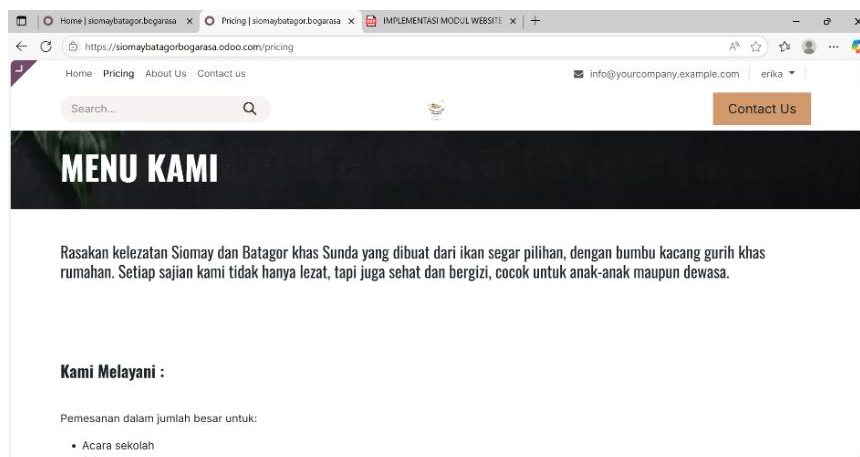 Home | siomaybatagor.bogarasa
Pricing | siomaybatagor.bogarasa
IMPLEMENTASI MODUL WEBSITE
https://siomaybatagorbogarasa.odoo.com/pricing
Home Pricing About Us Contact us
info@yourcompany.example.com erika
Search...
Contact Us
MENU KAMI
Rasakan kelezatan Siomay dan Batagor khas Sunda yang dibuat dari ikan segar pilihan, dengan bumbu kacang gurih khas
rumahan. Setiap sajian kami tidak hanya lezat, tapi juga sehat dan bergizi, cocok untuk anak-anak maupun dewasa.
Kami Melayani :
Pemesanan dalam jumlah besar untuk:
• Acara sekolah